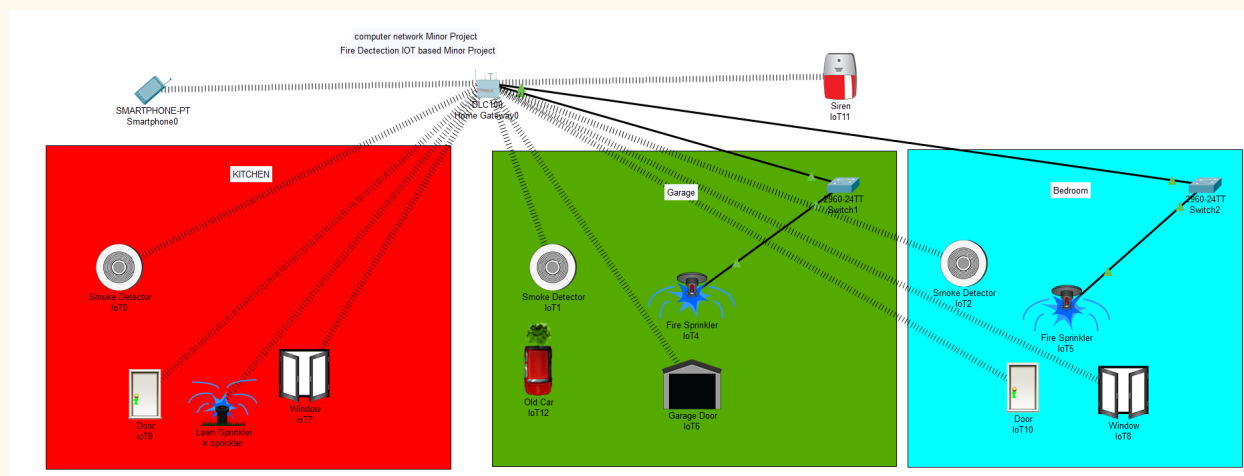 computer network Minor Project
Fire Dectection IOT based Minor Project
SMARTPHONE-PT
Smartphone0
DLC100
Home Gateway0
Siren
IoT11
KITCHEN
Smoke Detector
IoT0
Door
IoT9
Lawn Sprinkler
k sprinkler
Window
IoT7
Garage
2960-24TT
Switch1
Smoke Detector
IoT1
Fire Sprinkler
IoT4
Old Car
IoT12
Garage Door
IoT6
Bedroom
2960-24TT
Switch2
Smoke Detector
IoT2
Fire Sprinkler
IoT5
Door
IoT10
Window
IoT8